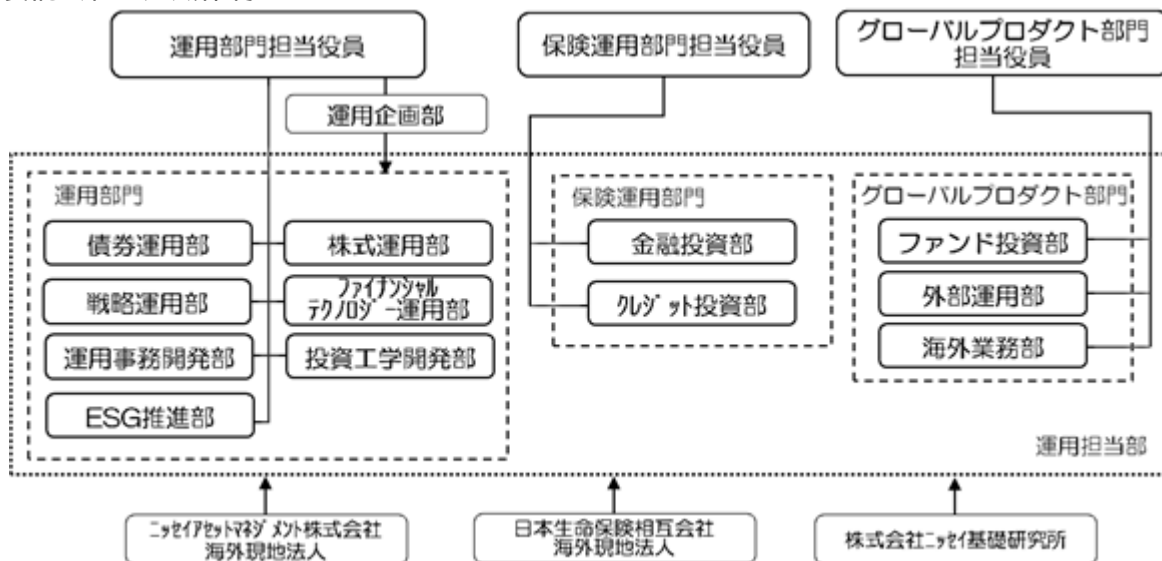 運用部門担当役員
保険運用部門担当役員
グローバルプロダクト部門
担当役員
運用企画部
運用部門
債券運用部
株式運用部
戦略運用部
ファイナンシャル
テクノロジー運用部
運用事務開発部
投資工学開発部
ESG推進部
保険運用部門
金融投資部
クレジット投資部
グローバルプロダクト部門
ファンド投資部
外部運用部
海外業務部
運用担当部
ニッセイアセットマネジメント株式会社
海外現地法人
日本生命保険相互会社
海外現地法人
株式会社ニッセイ基礎研究所